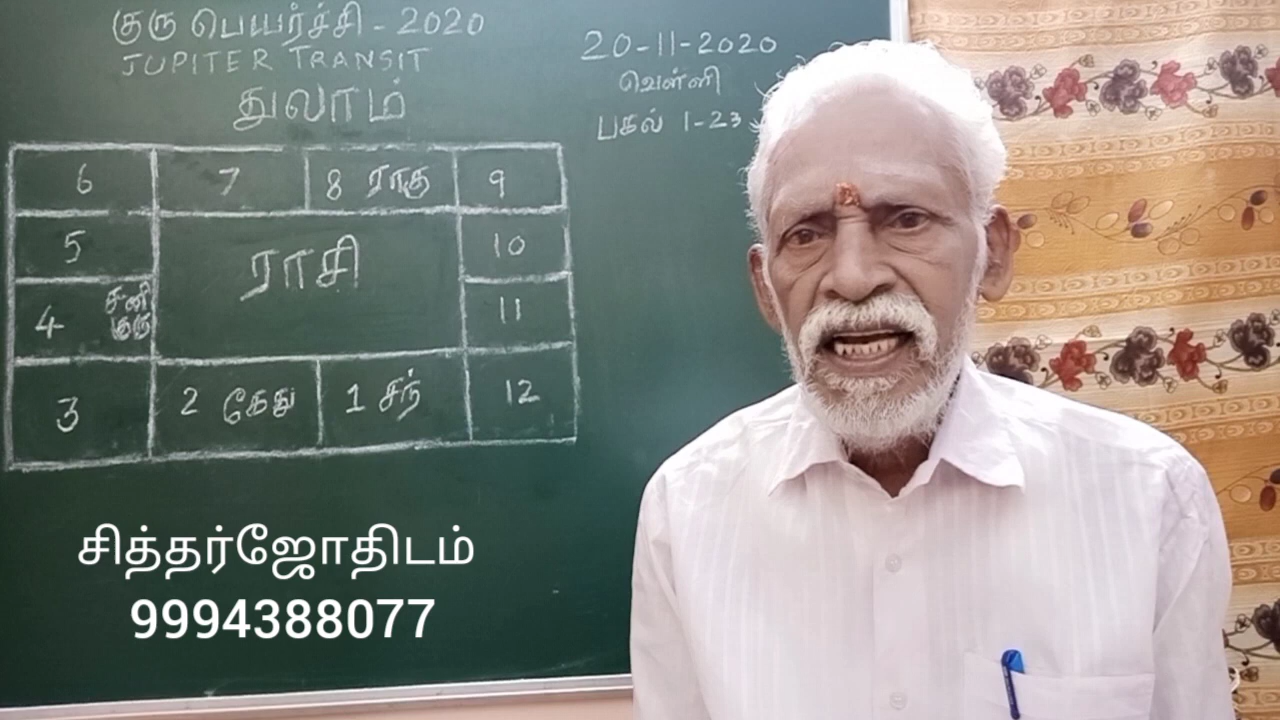 குரு பெயர்ச்சி - 2020
JUPITER TRANSIT
துலாம்
20-11-2020
வெள்ளி
பகல் 1-23
6 7 8 ராகு 9
5 ராசி 10
4 சனி குரு 11
3 2 கேது 1 சந் 12
சித்தர்ஜோதிடம்
9994388077